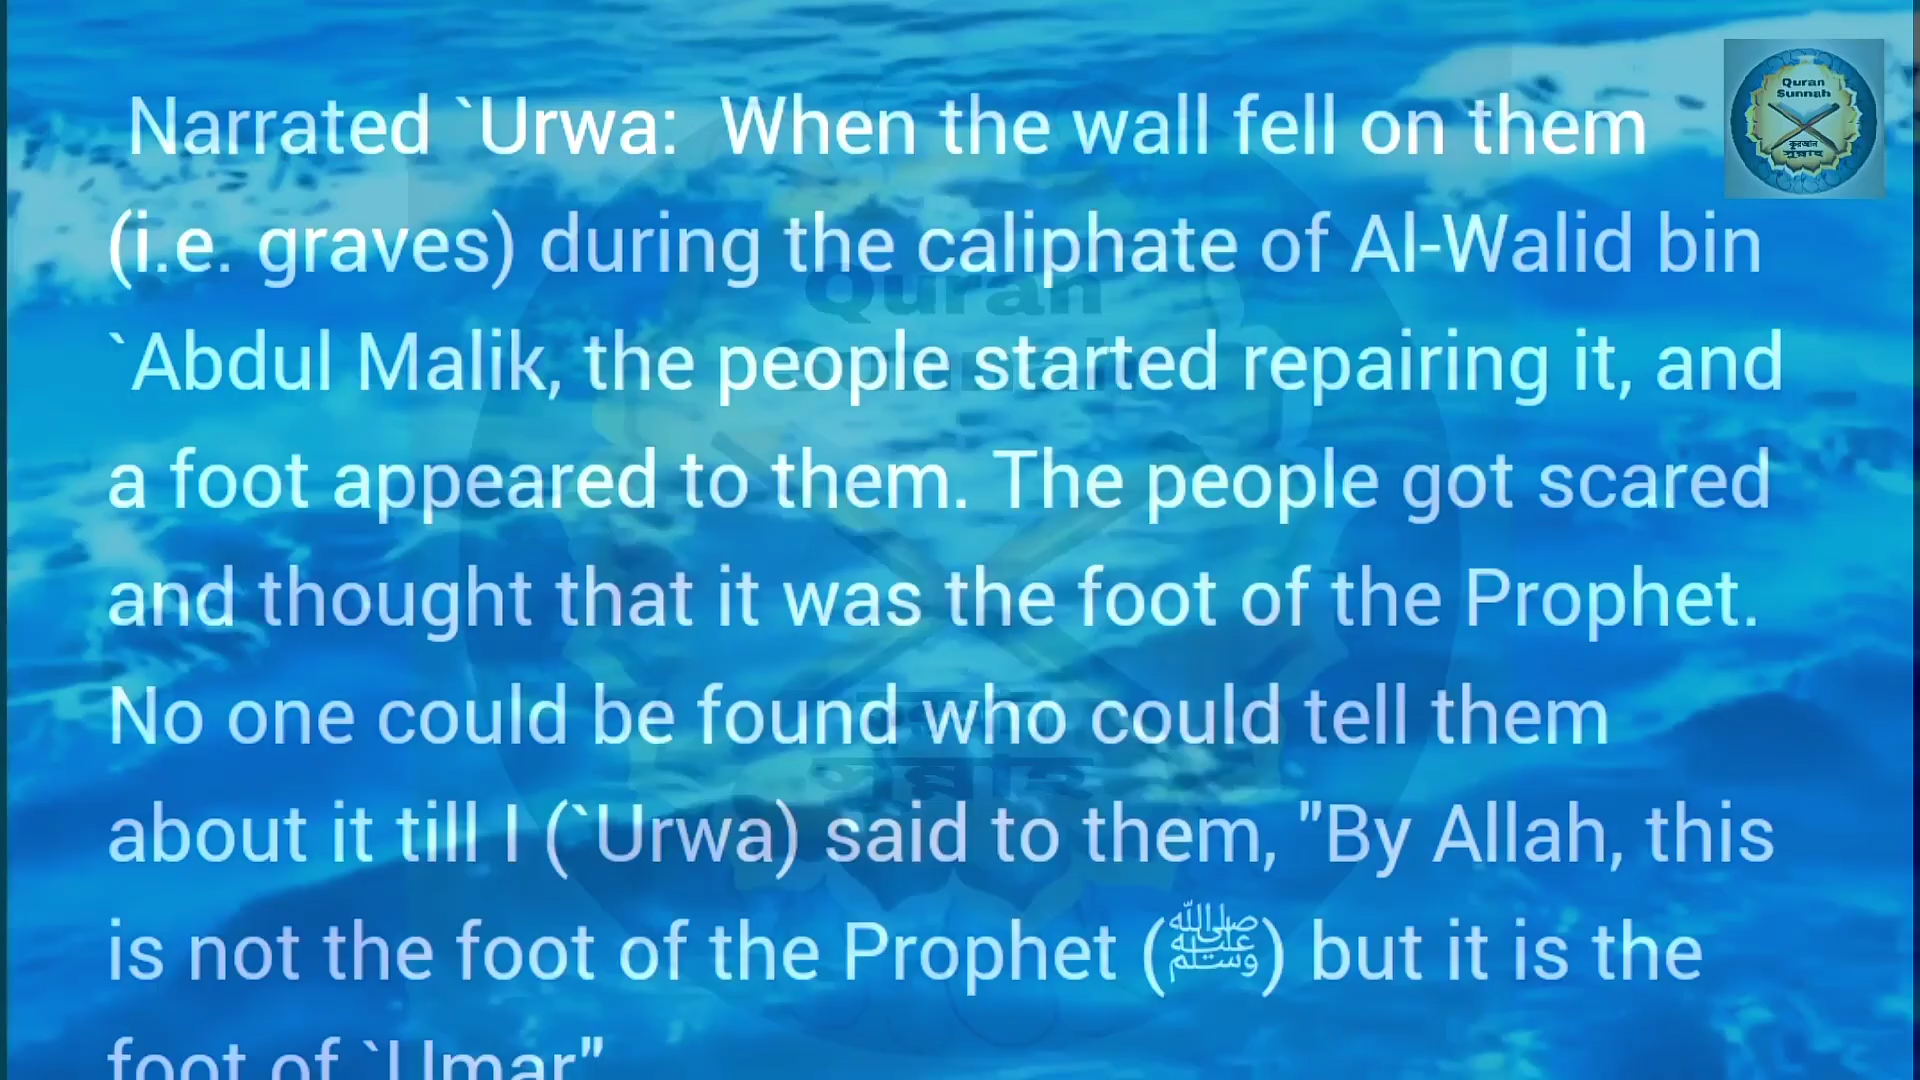 Quran
Sunnah
কুরআন
সুন্নাহ
Narrated `Urwa:  When the wall fell on them
(i.e. graves) during the caliphate of Al-Walid bin
`Abdul Malik, the people started repairing it, and
a foot appeared to them. The people got scared
and thought that it was the foot of the Prophet.
No one could be found who could tell them
about it till I (`Urwa) said to them, "By Allah, this
is not the foot of the Prophet (ﷺ) but it is the
foot of `Umar"